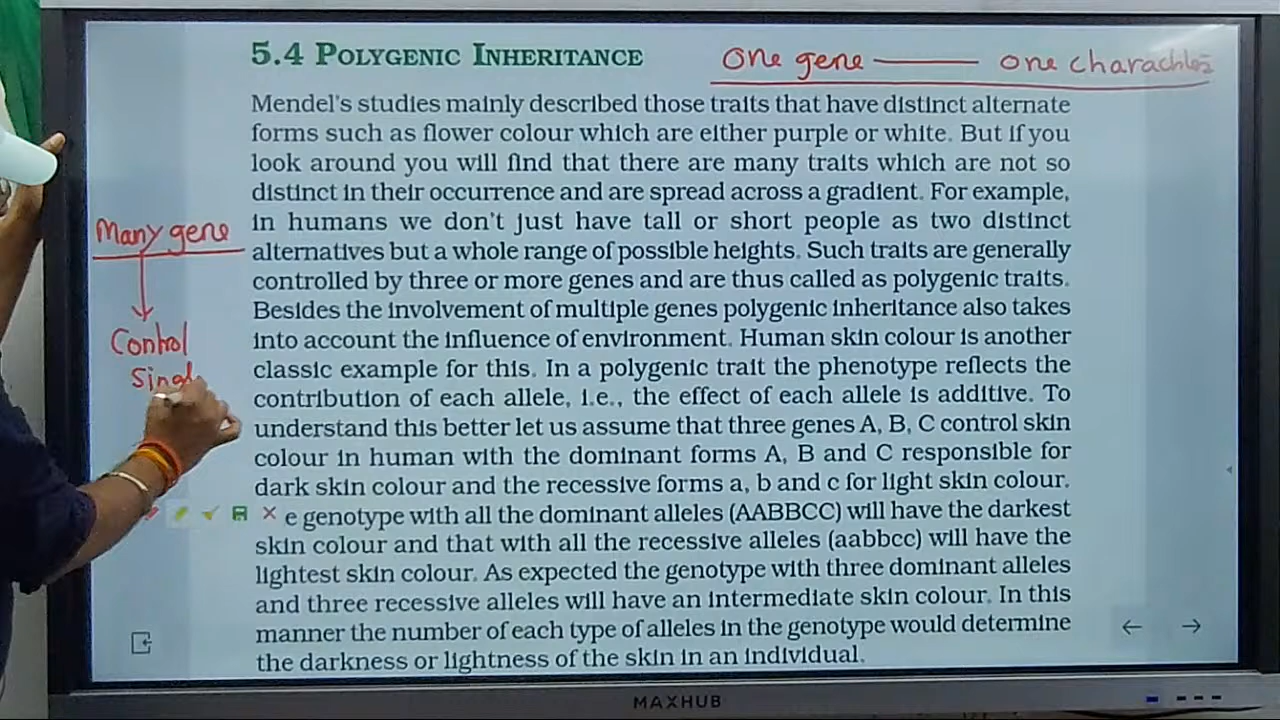 5.4 POLYGENIC INHERITANCE
One gene —— one charachter
Mendel's studies mainly described those traits that have distinct alternate
forms such as flower colour which are either purple or white. But if you
look around you will find that there are many traits which are not so
distinct in their occurrence and are spread across a gradient. For example,
in humans we don't just have tall or short people as two distinct
alternatives but a whole range of possible heights. Such traits are generally
controlled by three or more genes and are thus called as polygenic traits.
Besides the involvement of multiple genes polygenic inheritance also takes
into account the influence of environment. Human skin colour is another
classic example for this. In a polygenic trait the phenotype reflects the
contribution of each allele, i.e., the effect of each allele is additive. To
understand this better let us assume that three genes A, B, C control skin
colour in human with the dominant forms A, B and C responsible for
dark skin colour and the recessive forms a, b and c for light skin colour.
e genotype with all the dominant alleles (AABBCC) will have the darkest
skin colour and that with all the recessive alleles (aabbcc) will have the
lightest skin colour. As expected the genotype with three dominant alleles
and three recessive alleles will have an intermediate skin colour. In this
manner the number of each type of alleles in the genotype would determine
the darkness or lightness of the skin in an individual.
Many gene
Control
Singl
MAXHUB